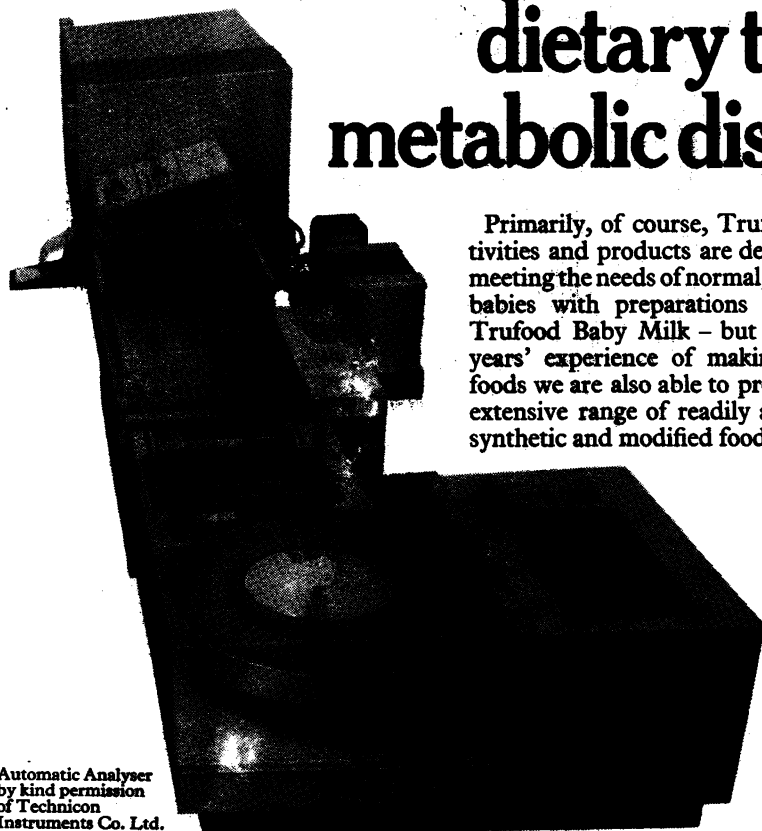 dietary t
metabolic dis
Primarily, of course, Truf
tivities and products are de
meeting the needs of normal,
babies with preparations
Trufood Baby Milk – but
years' experience of makin
foods we are also able to pr
extensive range of readily a
synthetic and modified food
Automatic Analyser
by kind permission
of Technicon
Instruments Co. Ltd.